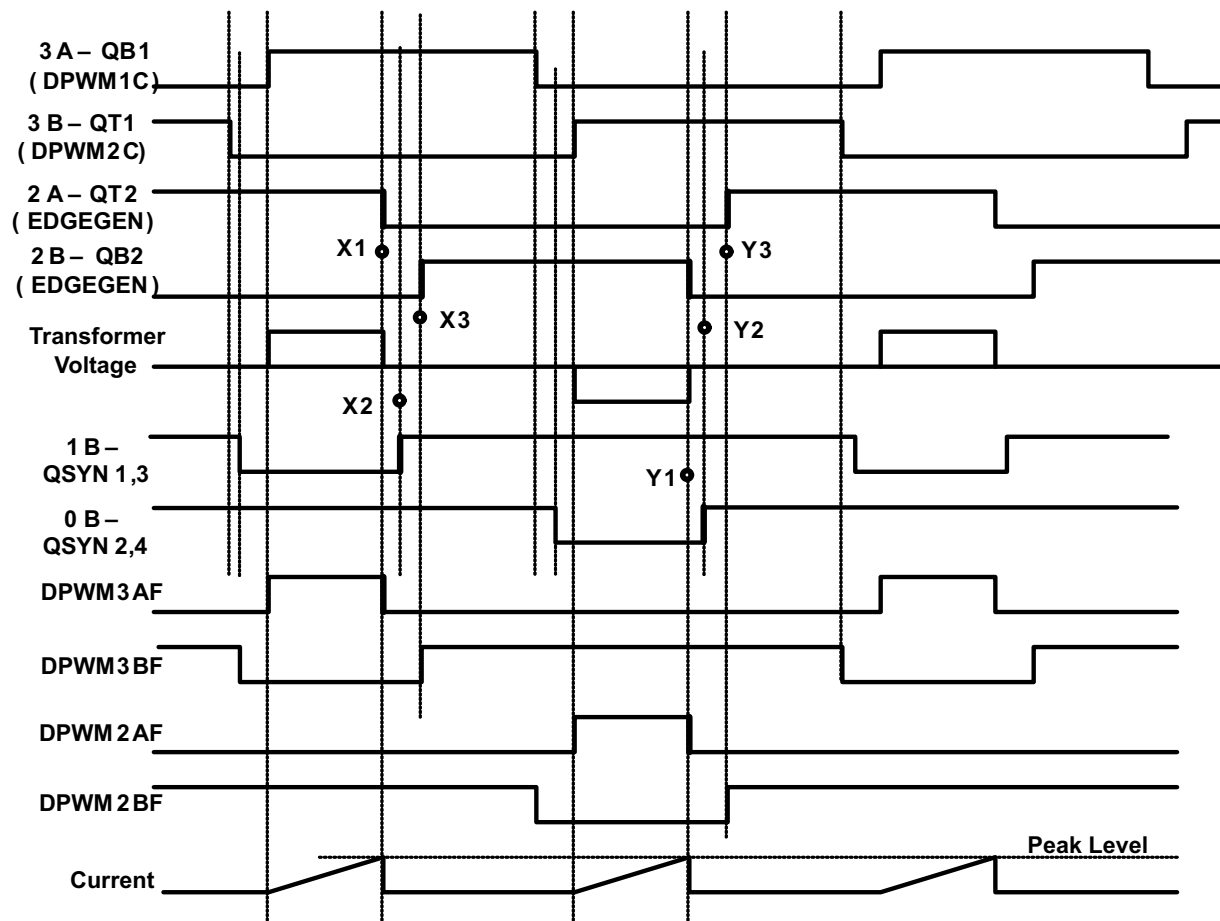 3 A – QB1
( DPWM1C)
3 B – QT1
( DPWM2C)
2 A – QT2
( EDGEGEN)
2 B – QB2
( EDGEGEN)
X1
Y3
X3
Y2
Transformer
Voltage
X2
1 B –
QSYN 1,3
Y1
0 B –
QSYN 2,4
DPWM3AF
DPWM3BF
DPWM2AF
DPWM2BF
Peak Level
Current